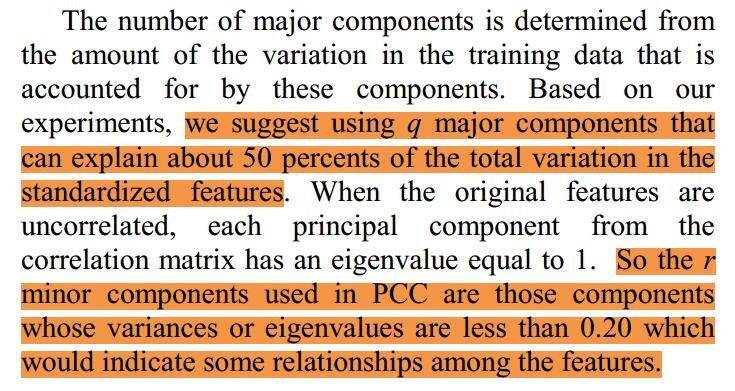 The number of major components is determined from
the amount of the variation in the training data that is
accounted for by these components. Based on our
experiments, we suggest using q major components that
can explain about 50 percents of the total variation in the
standardized features. When the original features are
uncorrelated, each principal component from the
correlation matrix has an eigenvalue equal to 1. So the r
minor components used in PCC are those components
whose variances or eigenvalues are less than 0.20 which
would indicate some relationships among the features.